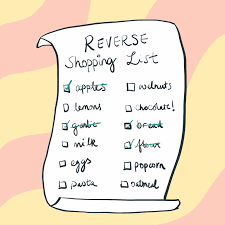 REVERSE
Shopping List
apples
lemons
garlic
milk
eggs
pasta
walnuts
chocolate!
bread
flour
popcorn
oatmeal